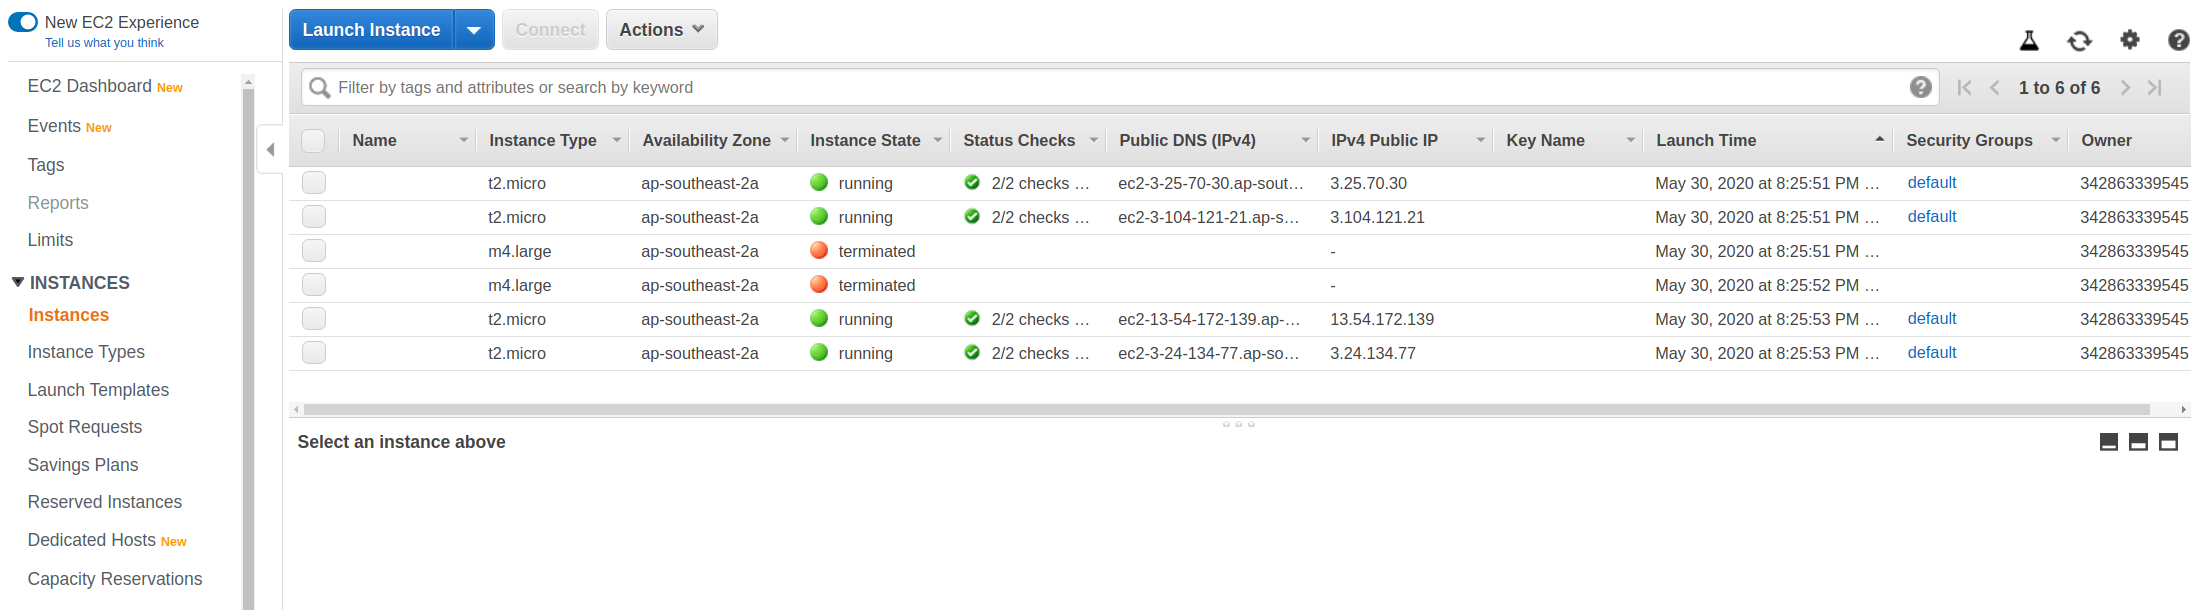 New EC2 Experience
Tell us what you think
EC2 Dashboard New
Events New
Tags
Reports
Limits
INSTANCES
Instances
Instance Types
Launch Templates
Spot Requests
Savings Plans
Reserved Instances
Dedicated Hosts New
Capacity Reservations
Launch Instance Connect Actions
Filter by tags and attributes or search by keyword ? 1 to 6 of 6
Name Instance Type Availability Zone Instance State Status Checks Public DNS (IPv4) IPv4 Public IP Key Name Launch Time Security Groups Owner
t2.micro ap-southeast-2a running 2/2 checks … ec2-3-25-70-30.ap-sout… 3.25.70.30 May 30, 2020 at 8:25:51 PM … default 342863339545
t2.micro ap-southeast-2a running 2/2 checks … ec2-3-104-121-21.ap-s… 3.104.121.21 May 30, 2020 at 8:25:51 PM … default 342863339545
m4.large ap-southeast-2a terminated - May 30, 2020 at 8:25:51 PM … 342863339545
m4.large ap-southeast-2a terminated - May 30, 2020 at 8:25:52 PM … 342863339545
t2.micro ap-southeast-2a running 2/2 checks … ec2-13-54-172-139.ap-… 13.54.172.139 May 30, 2020 at 8:25:53 PM … default 342863339545
t2.micro ap-southeast-2a running 2/2 checks … ec2-3-24-134-77.ap-so… 3.24.134.77 May 30, 2020 at 8:25:53 PM … default 342863339545
Select an instance above